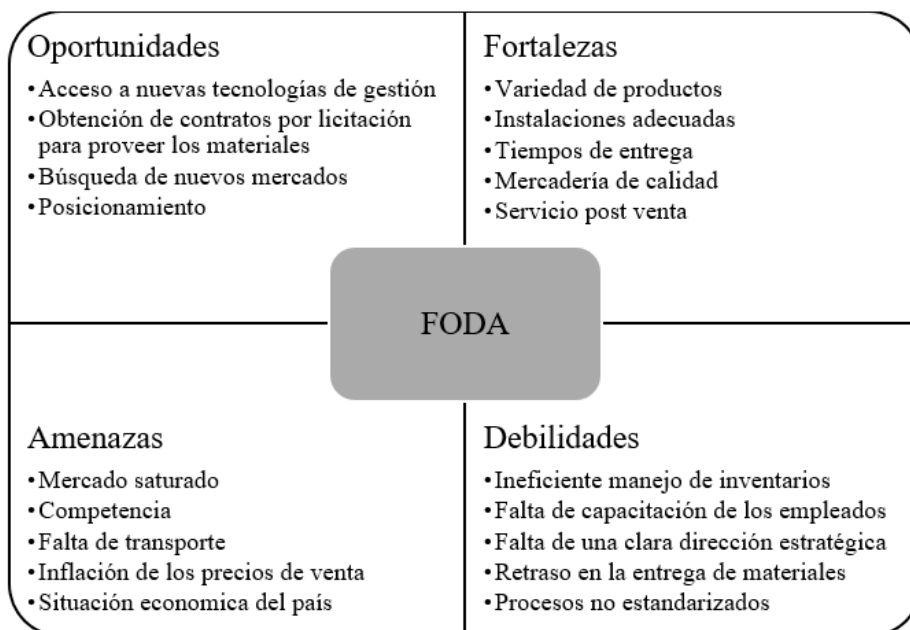 Oportunidades
•Acceso a nuevas tecnologías de gestión
•Obtención de contratos por licitación
para proveer los materiales
•Búsqueda de nuevos mercados
•Posicionamiento
Fortalezas
•Variedad de productos
•Instalaciones adecuadas
•Tiempos de entrega
•Mercadería de calidad
•Servicio post venta
FODA
Amenazas
•Mercado saturado
•Competencia
•Falta de transporte
•Inflación de los precios de venta
•Situación economica del país
Debilidades
•Ineficiente manejo de inventarios
•Falta de capacitación de los empleados
•Falta de una clara dirección estratégica
•Retraso en la entrega de materiales
•Procesos no estandarizados